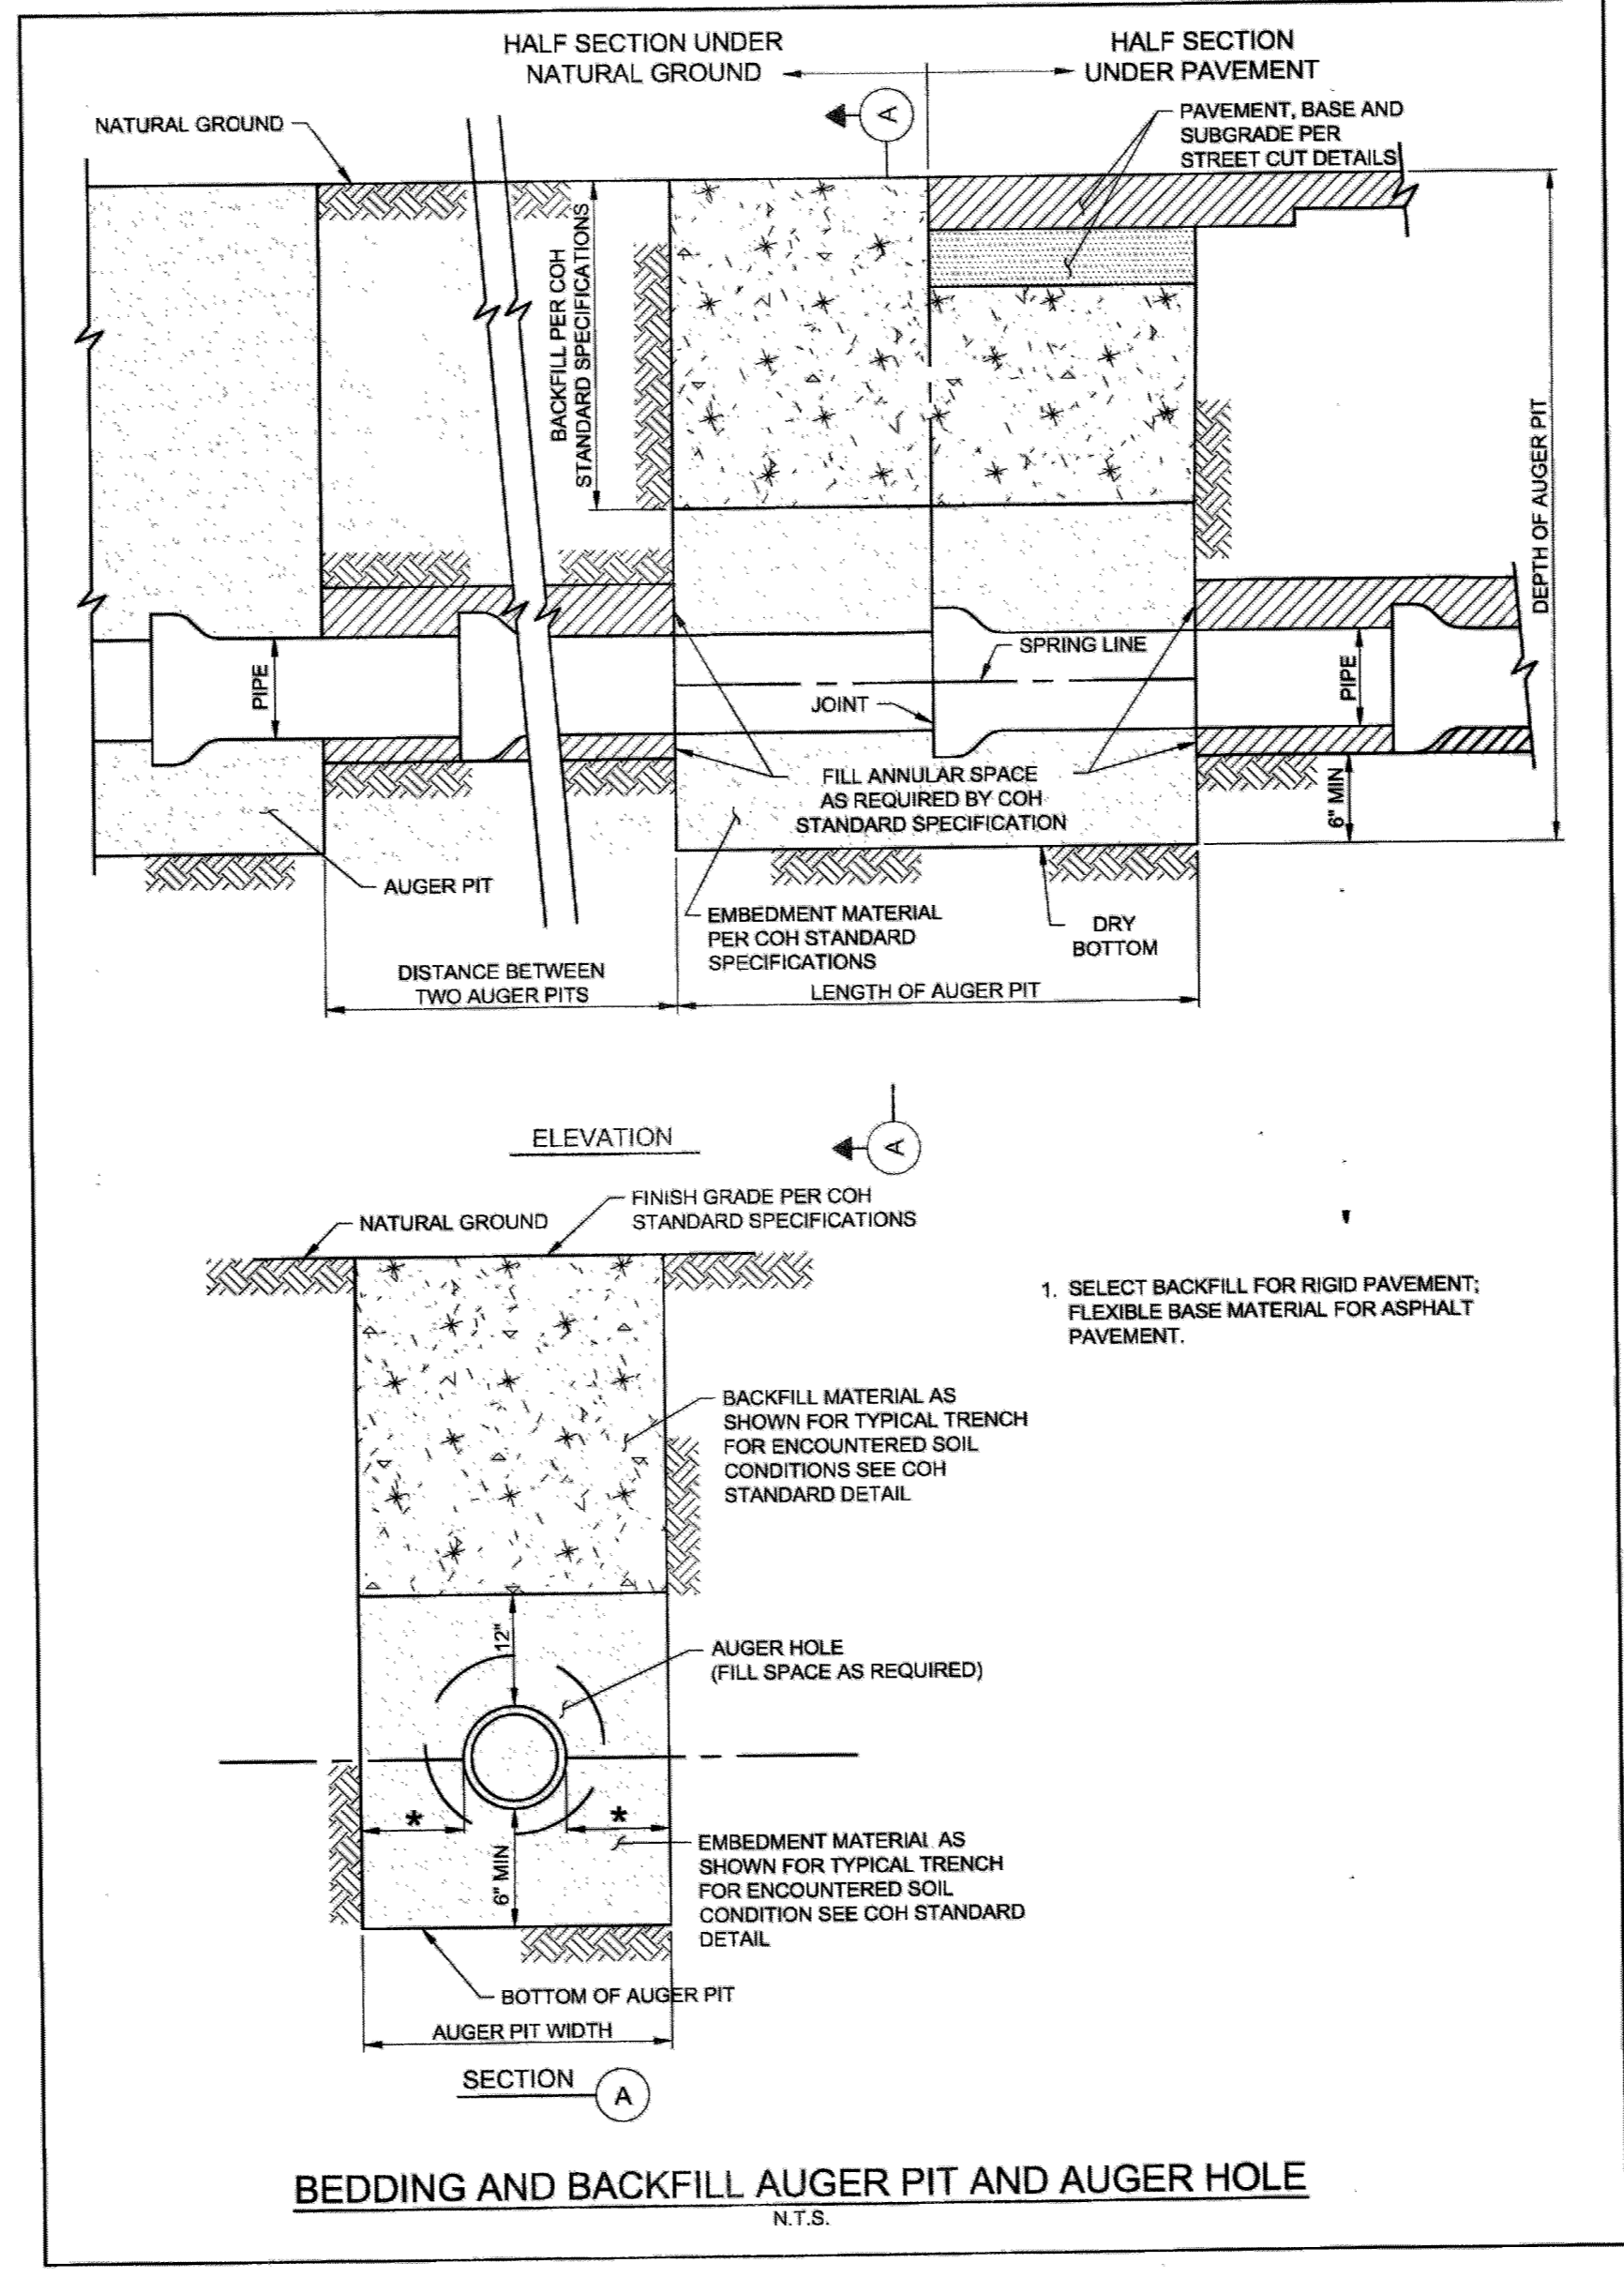 HALF SECTION UNDER
NATURAL GROUND
HALF SECTION
UNDER PAVEMENT
A
NATURAL GROUND
PAVEMENT, BASE AND
SUBGRADE PER
STREET CUT DETAILS
BACKFILL PER COH
STANDARD SPECIFICATIONS
DEPTH OF AUGER PIT
SPRING LINE
JOINT
PIPE
PIPE
FILL ANNULAR SPACE
AS REQUIRED BY COH
STANDARD SPECIFICATION
6" MIN
AUGER PIT
EMBEDMENT MATERIAL
PER COH STANDARD
SPECIFICATIONS
DRY
BOTTOM
DISTANCE BETWEEN
TWO AUGER PITS
LENGTH OF AUGER PIT
ELEVATION
A
FINISH GRADE PER COH
STANDARD SPECIFICATIONS
NATURAL GROUND
1. SELECT BACKFILL FOR RIGID PAVEMENT;
FLEXIBLE BASE MATERIAL FOR ASPHALT
PAVEMENT.
BACKFILL MATERIAL AS
SHOWN FOR TYPICAL TRENCH
FOR ENCOUNTERED SOIL
CONDITIONS SEE COH
STANDARD DETAIL
12"
AUGER HOLE
(FILL SPACE AS REQUIRED)
*
*
6" MIN
EMBEDMENT MATERIAL AS
SHOWN FOR TYPICAL TRENCH
FOR ENCOUNTERED SOIL
CONDITION SEE COH STANDARD
DETAIL
BOTTOM OF AUGER PIT
AUGER PIT WIDTH
SECTION A
BEDDING AND BACKFILL AUGER PIT AND AUGER HOLE
N.T.S.